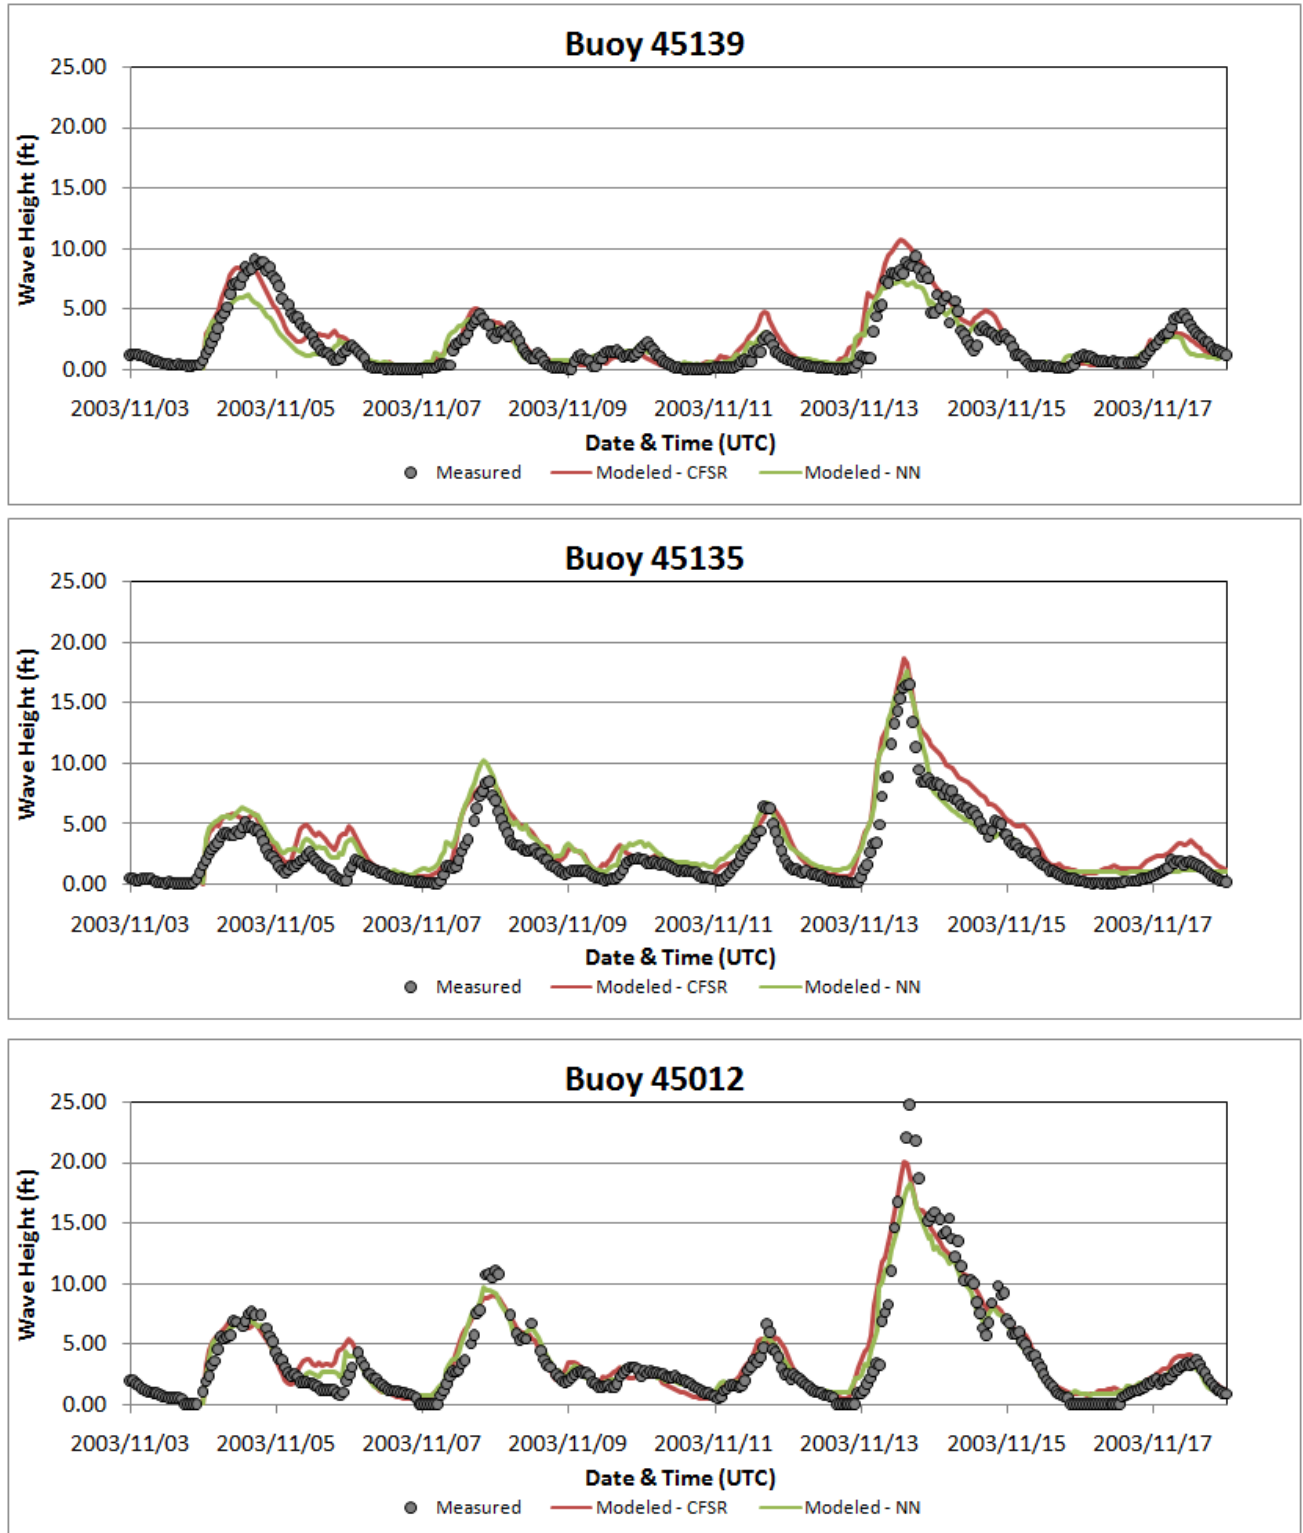 Buoy 45139
Wave Height (ft)
25.00
20.00
15.00
10.00
5.00
0.00
2003/11/03 2003/11/05 2003/11/07 2003/11/09 2003/11/11 2003/11/13 2003/11/15 2003/11/17
Date & Time (UTC)
Measured Modeled - CFSR Modeled - NN
Buoy 45135
Wave Height (ft)
25.00
20.00
15.00
10.00
5.00
0.00
2003/11/03 2003/11/05 2003/11/07 2003/11/09 2003/11/11 2003/11/13 2003/11/15 2003/11/17
Date & Time (UTC)
Measured Modeled - CFSR Modeled - NN
Buoy 45012
Wave Height (ft)
25.00
20.00
15.00
10.00
5.00
0.00
2003/11/03 2003/11/05 2003/11/07 2003/11/09 2003/11/11 2003/11/13 2003/11/15 2003/11/17
Date & Time (UTC)
Measured Modeled - CFSR Modeled - NN